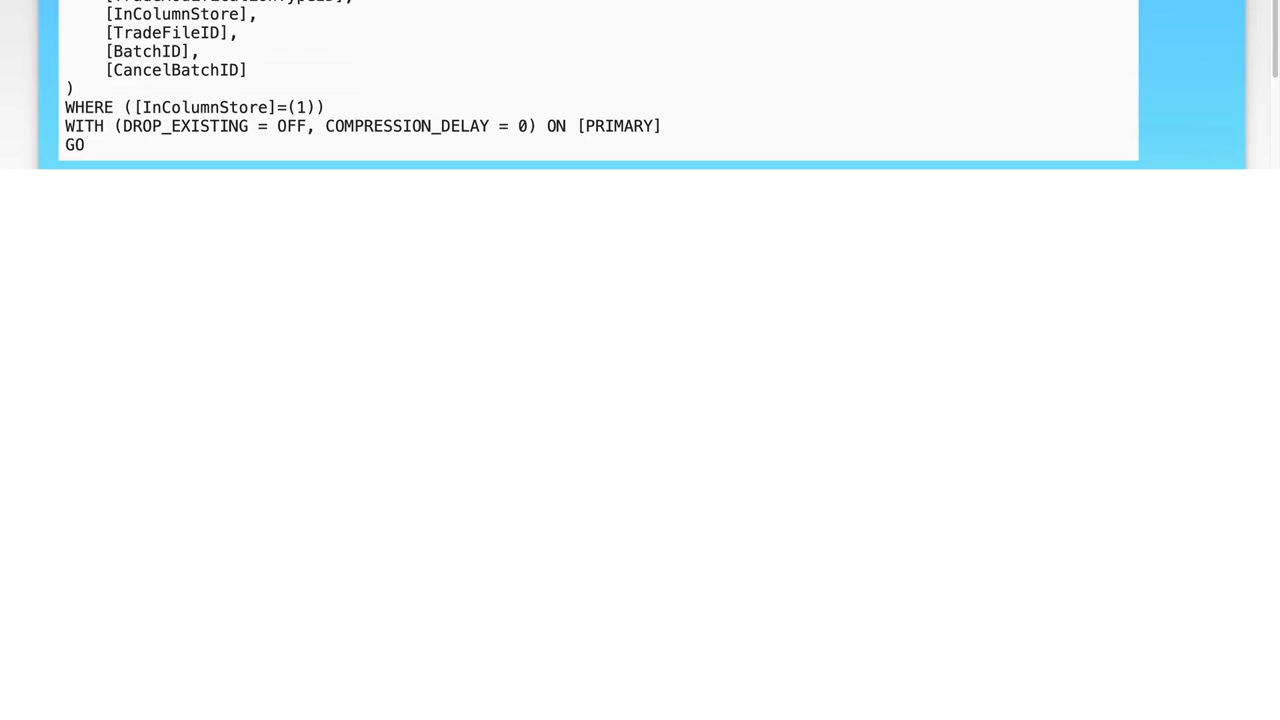 [InColumnStore],
[TradeFileID],
[BatchID],
[CancelBatchID]
)
WHERE ([InColumnStore]=(1))
WITH (DROP_EXISTING = OFF, COMPRESSION_DELAY = 0) ON [PRIMARY]
GO